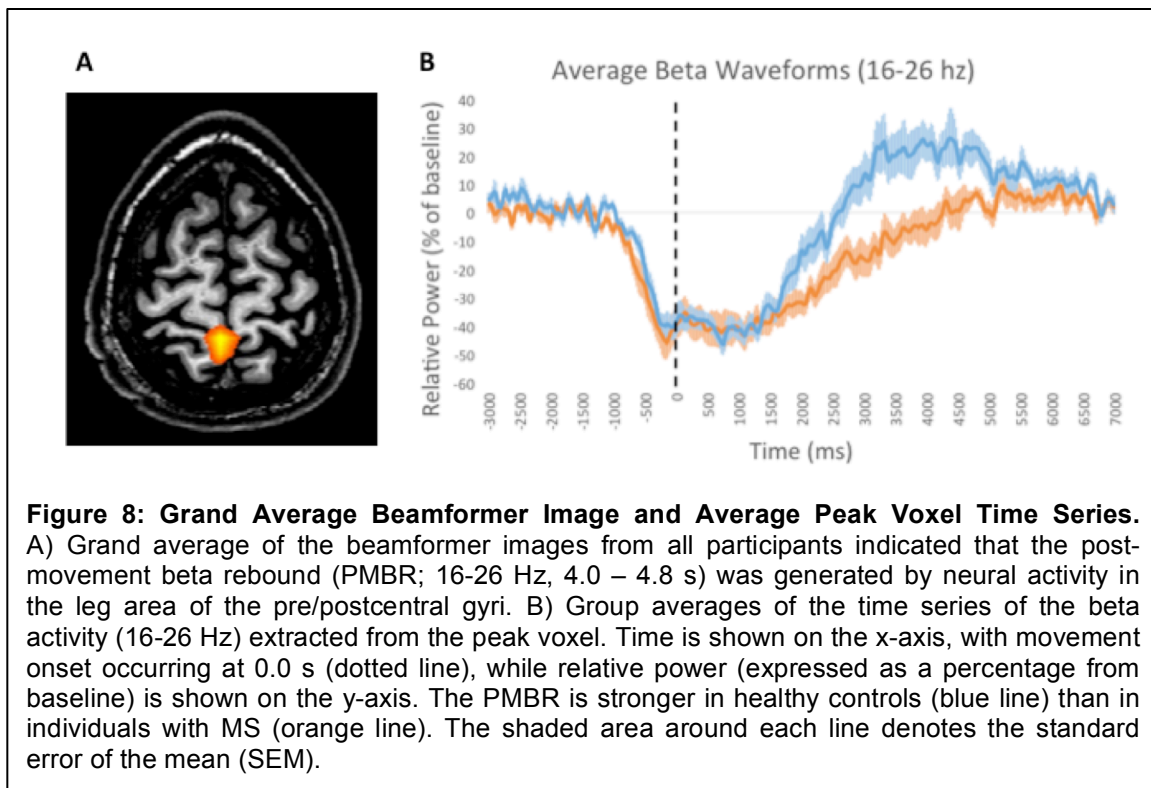 A
B
Average Beta Waveforms (16-26 hz)
Relative Power (% of baseline)
40
30
20
10
0
-10
-20
-30
-40
-50
-60
-3000
-2500
-2000
-1500
-1000
-500
0
500
1000
1500
2000
2500
3000
3500
4000
4500
5000
5500
6000
6500
7000
Time (ms)
Figure 8: Grand Average Beamformer Image and Average Peak Voxel Time Series.
A) Grand average of the beamformer images from all participants indicated that the post-
movement beta rebound (PMBR; 16-26 Hz, 4.0 – 4.8 s) was generated by neural activity in
the leg area of the pre/postcentral gyri. B) Group averages of the time series of the beta
activity (16-26 Hz) extracted from the peak voxel. Time is shown on the x-axis, with movement
onset occurring at 0.0 s (dotted line), while relative power (expressed as a percentage from
baseline) is shown on the y-axis. The PMBR is stronger in healthy controls (blue line) than in
individuals with MS (orange line). The shaded area around each line denotes the standard
error of the mean (SEM).